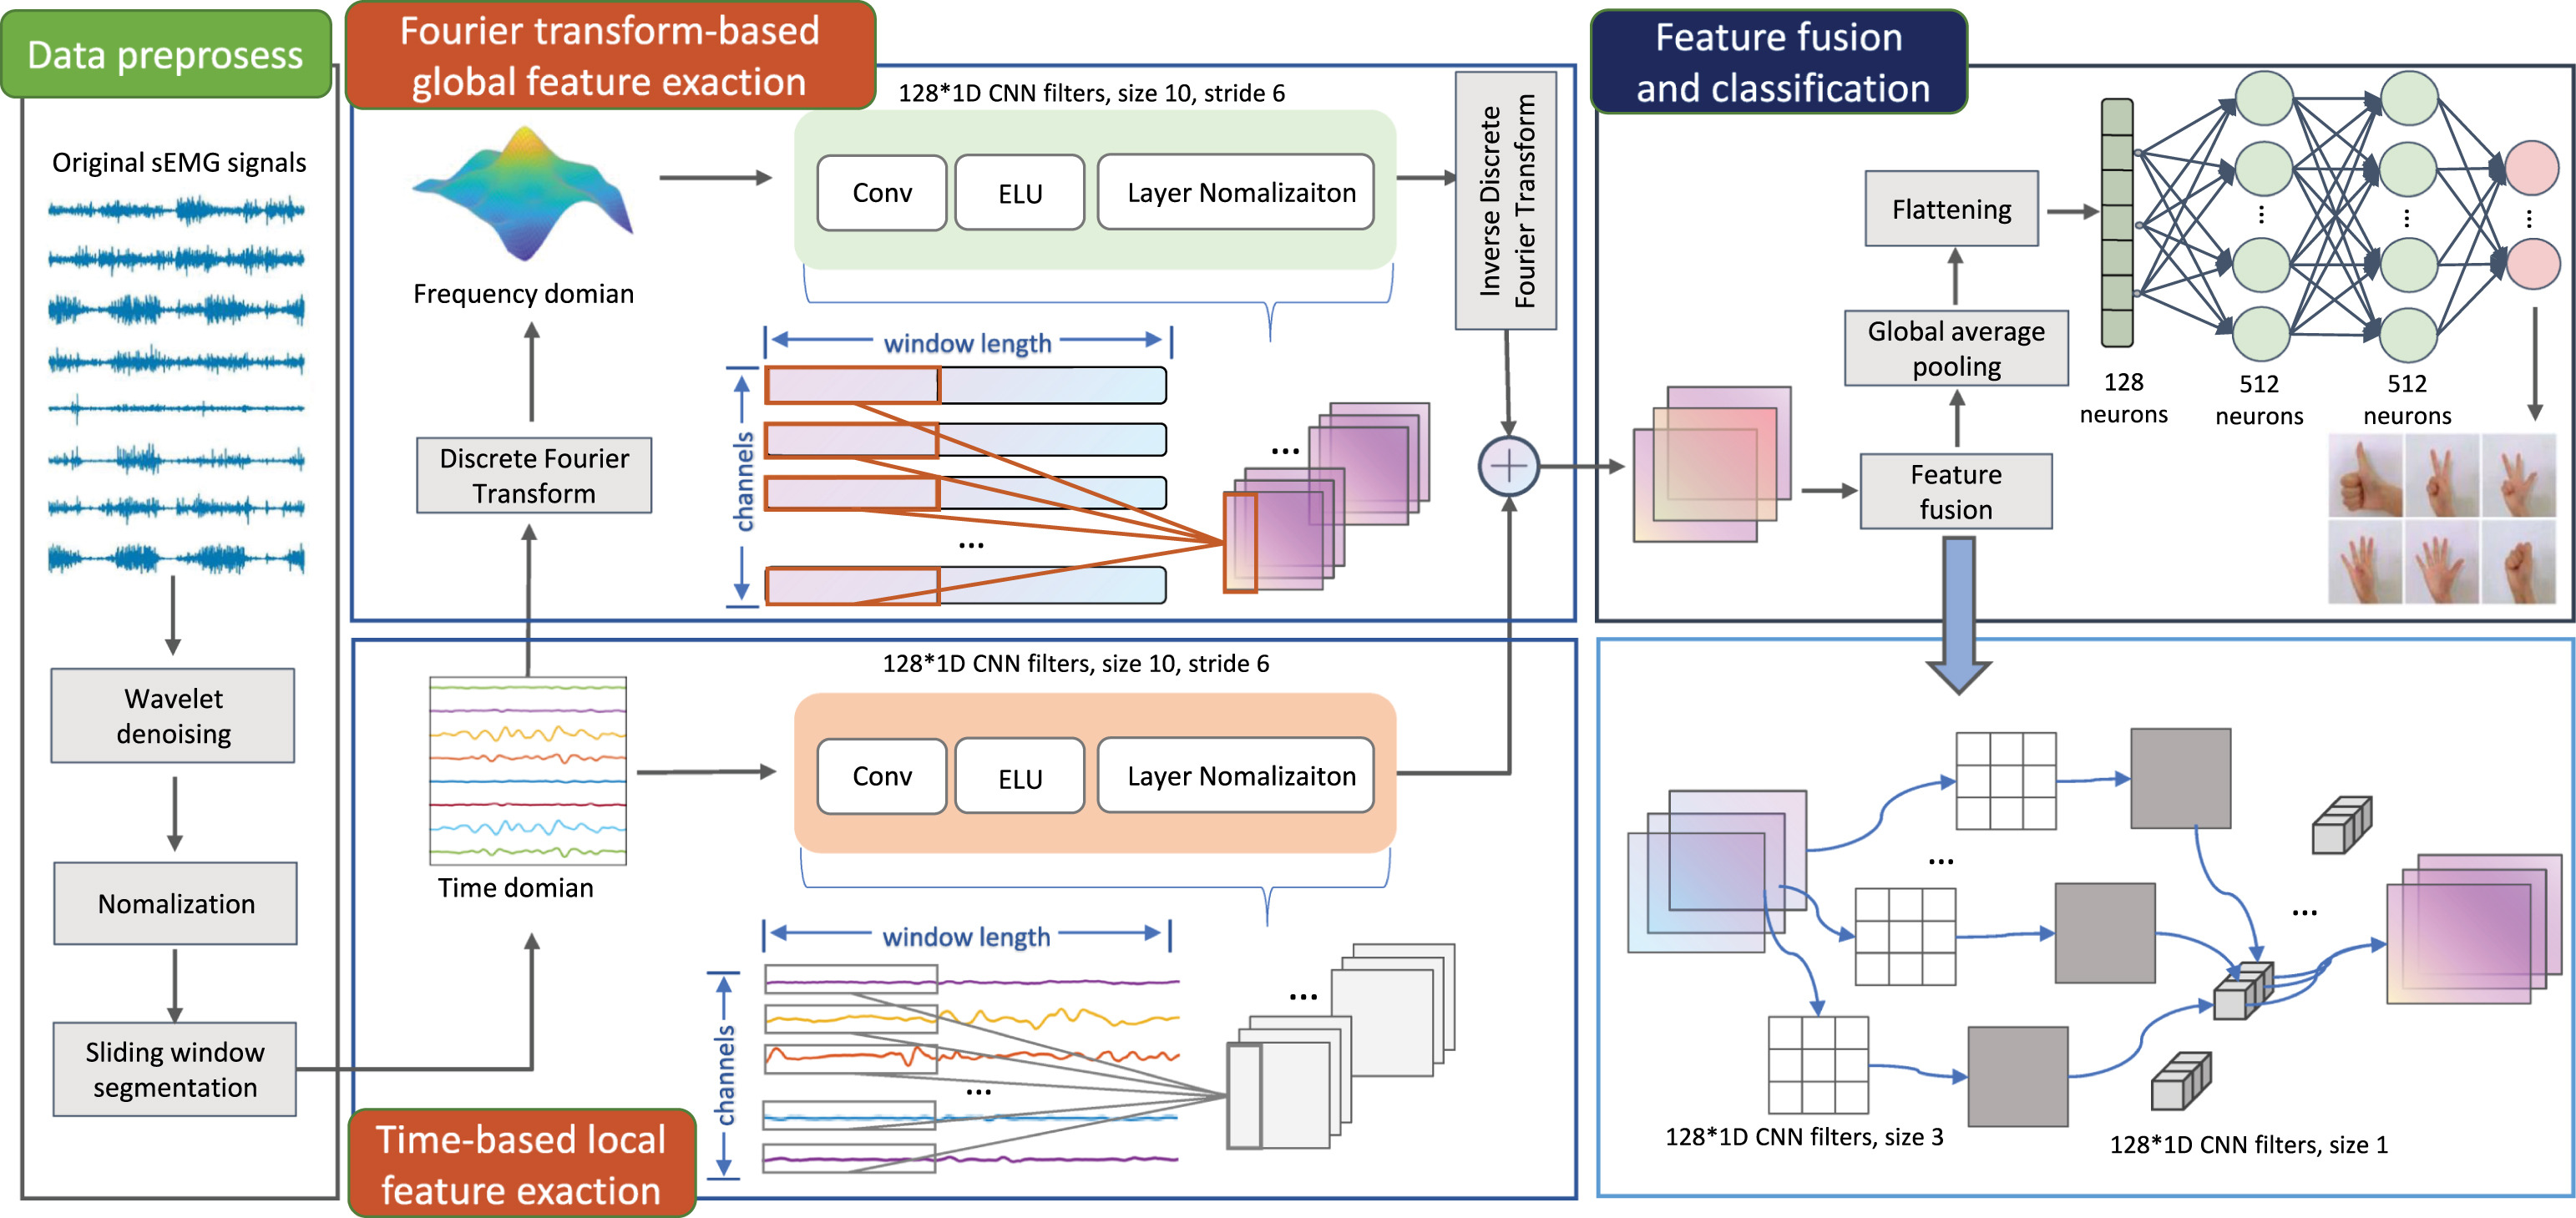 Data preprosess
Original sEMG signals
Wavelet
denoising
Nomalization
Sliding window
segmentation
Fourier transform-based
global feature exaction
128*1D CNN filters, size 10, stride 6
Conv
ELU
Layer Nomalizaiton
Inverse Discrete
Fourier Transform
Frequency domian
Discrete Fourier
Transform
window length
channels
...
...
Time-based local
feature exaction
128*1D CNN filters, size 10, stride 6
Conv
ELU
Layer Nomalizaiton
Time domian
window length
channels
...
...
Feature fusion
and classification
Flattening
Global average
pooling
Feature
fusion
128
neurons
512
neurons
512
neurons
...
...
...
...
...
128*1D CNN filters, size 3
128*1D CNN filters, size 1